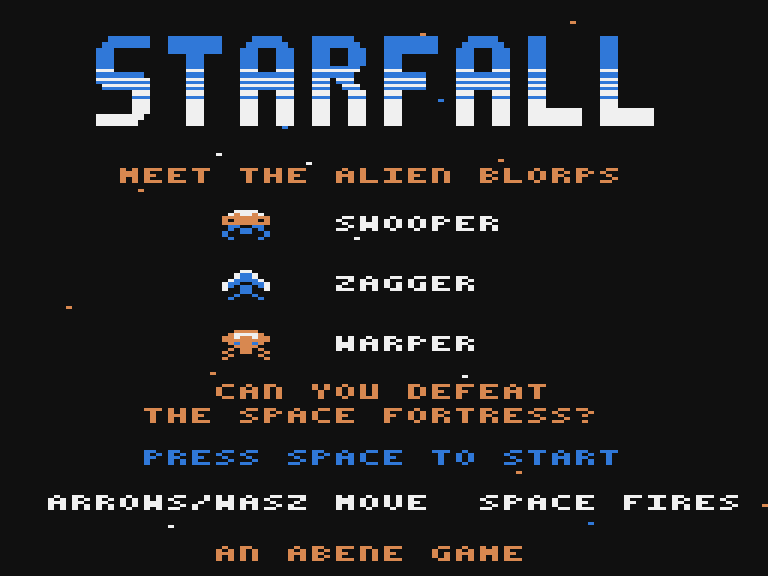 STARFALL
MEET THE ALIEN BLORPS
SWOOPER
ZAGGER
WARPER
CAN YOU DEFEAT
THE SPACE FORTRESS?
PRESS SPACE TO START
ARROWS/WASZ MOVE SPACE FIRES
AN ABENE GAME